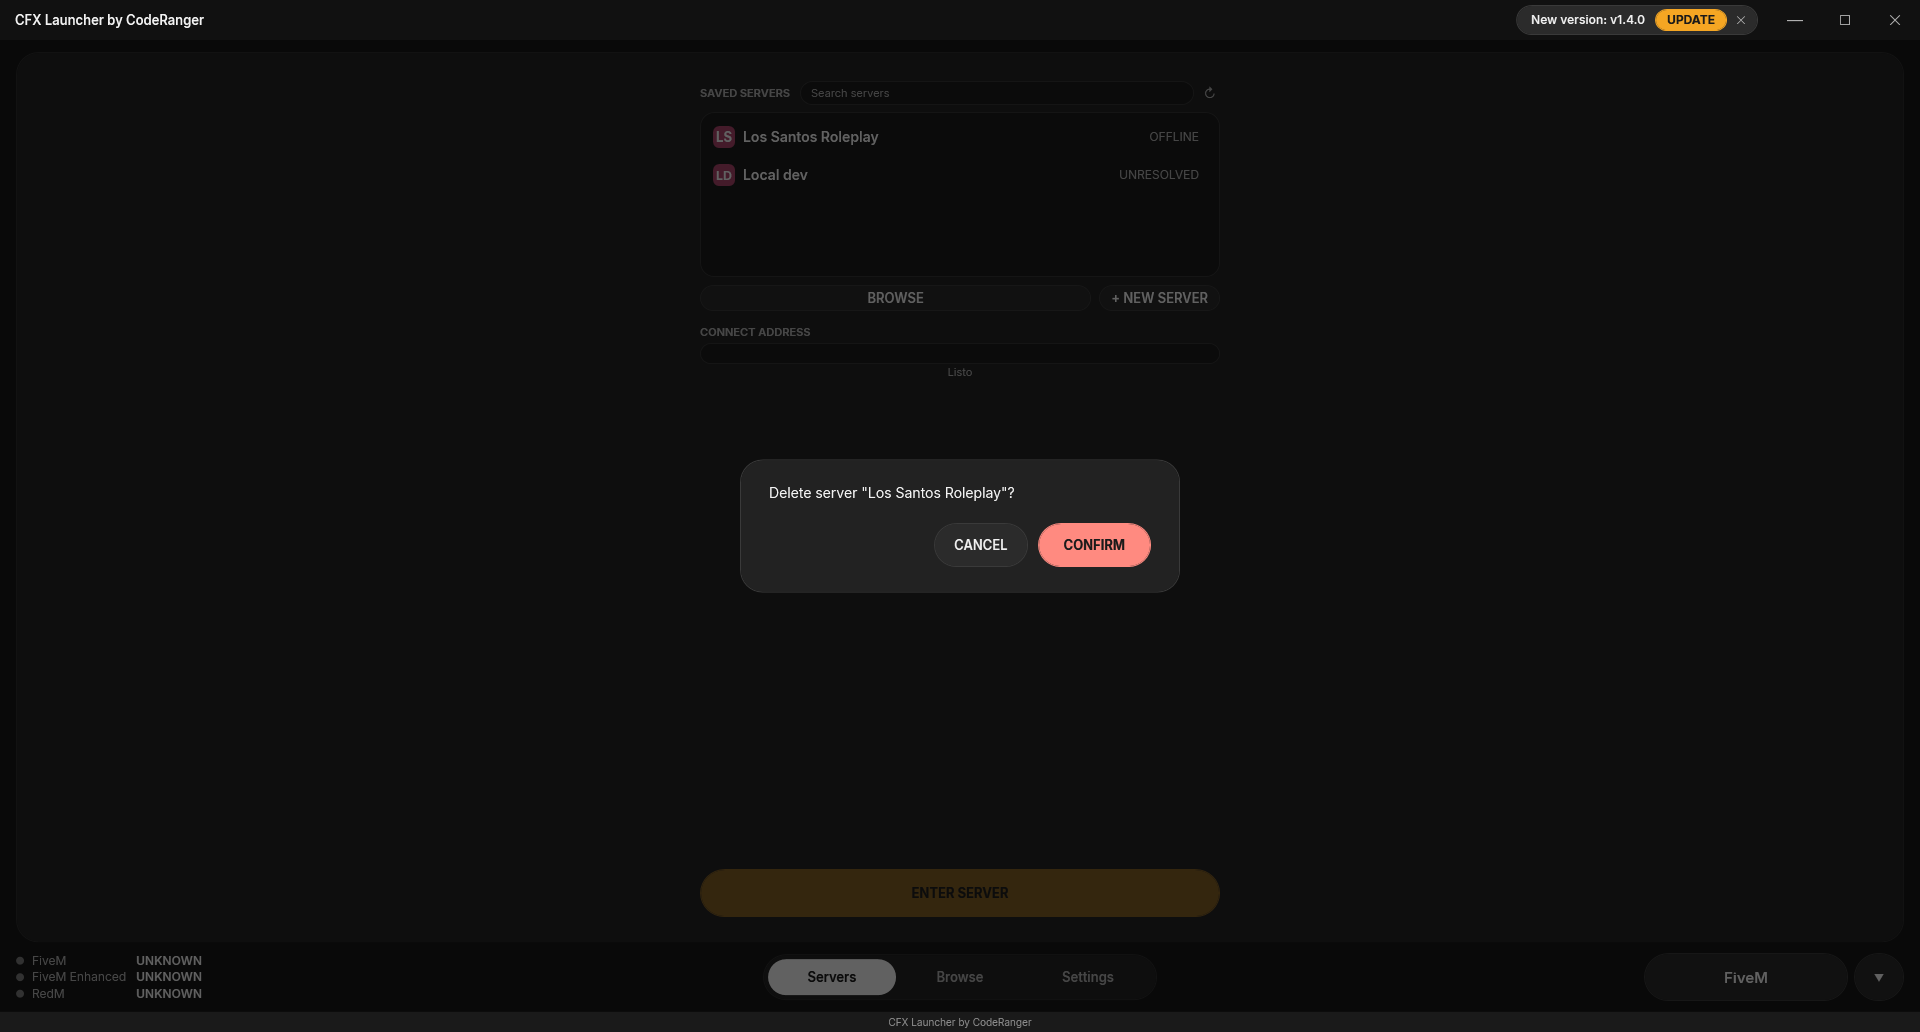 CFX Launcher by CodeRanger
New version: v1.4.0 UPDATE
SAVED SERVERS Search servers
LS Los Santos Roleplay OFFLINE
LD Local dev UNRESOLVED
BROWSE + NEW SERVER
CONNECT ADDRESS
Listo
Delete server "Los Santos Roleplay"?
CANCEL CONFIRM
ENTER SERVER
FiveM UNKNOWN
FiveM Enhanced UNKNOWN
RedM UNKNOWN
Servers Browse Settings
FiveM
CFX Launcher by CodeRanger